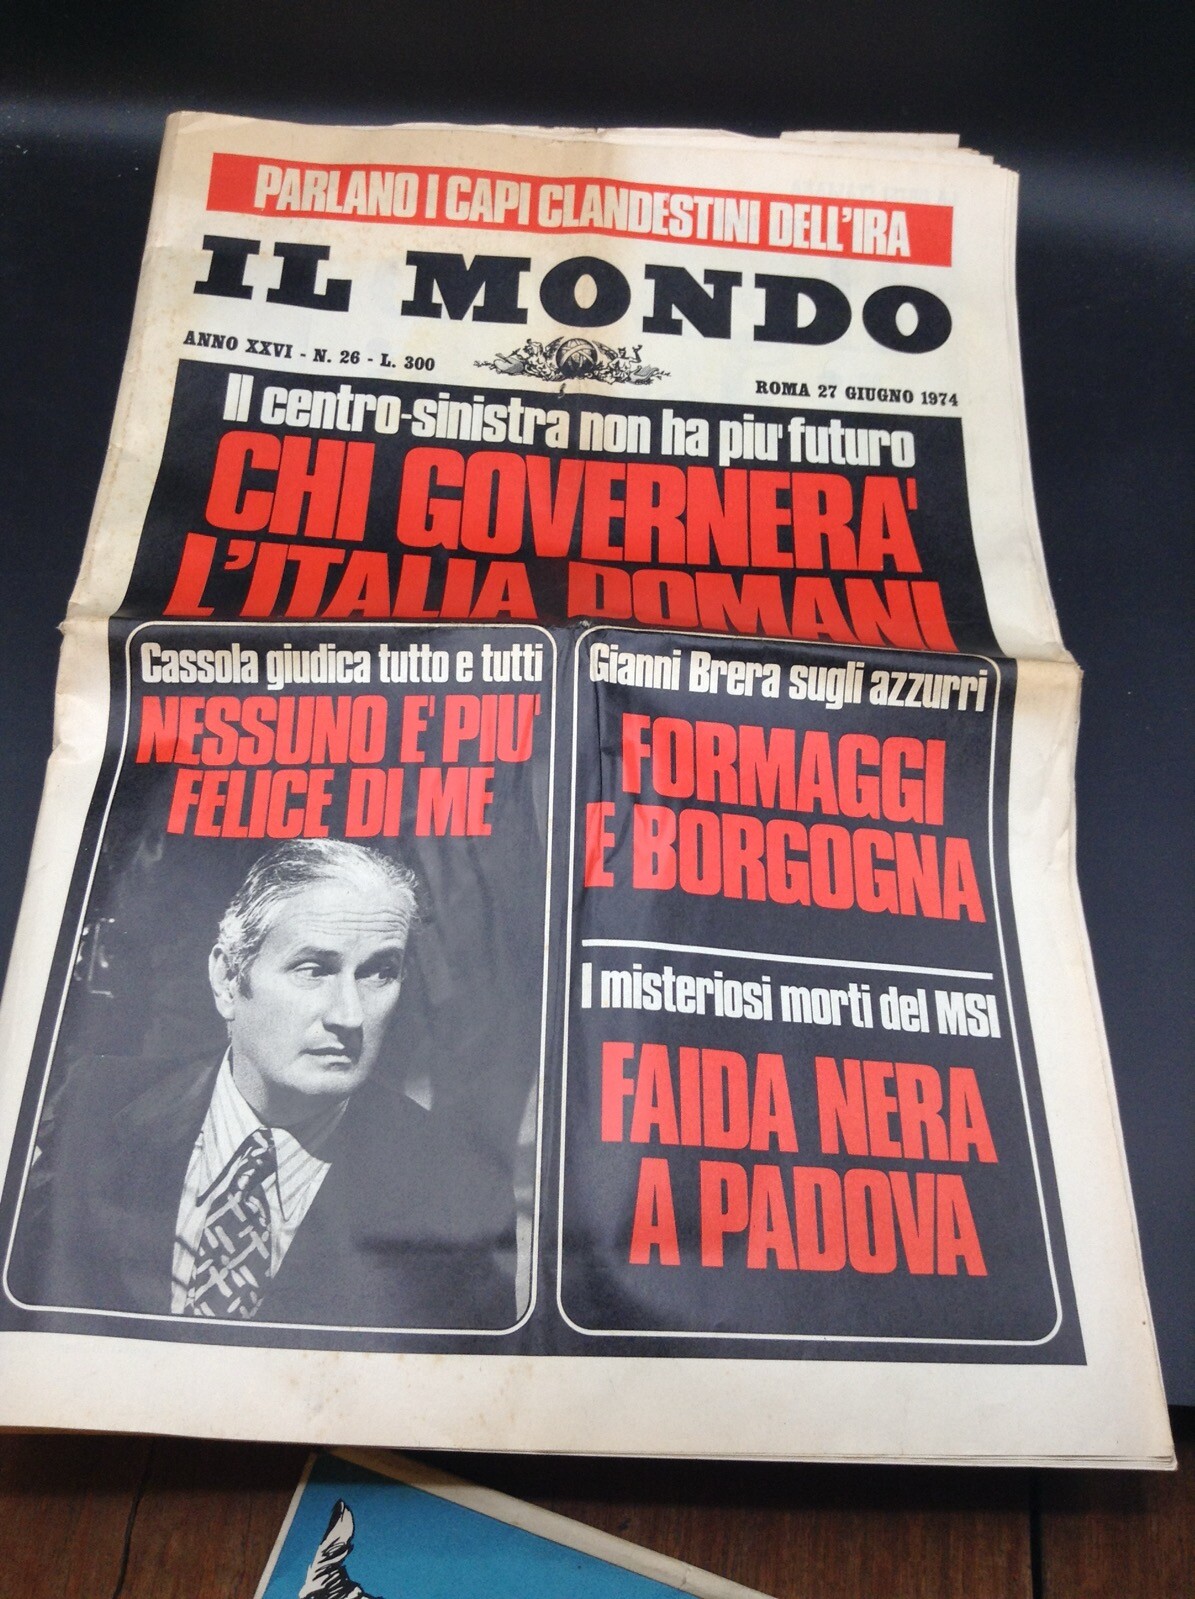 PARLANO I CAPI CLANDESTINI DELL'IRA
IL MONDO
ANNO XXVI - N. 26 - L. 300
ROMA 27 GIUGNO 1974
Il centro-sinistra non ha piu' futuro
CHI GOVERNERA'
L'ITALIA DOMANI
Cassola giudica tutto e tutti
NESSUNO E' PIU'
FELICE DI ME
Gianni Brera sugli azzurri
FORMAGGI
E BORGOGNA
I misteriosi morti del MSI
FAIDA NERA
A PADOVA